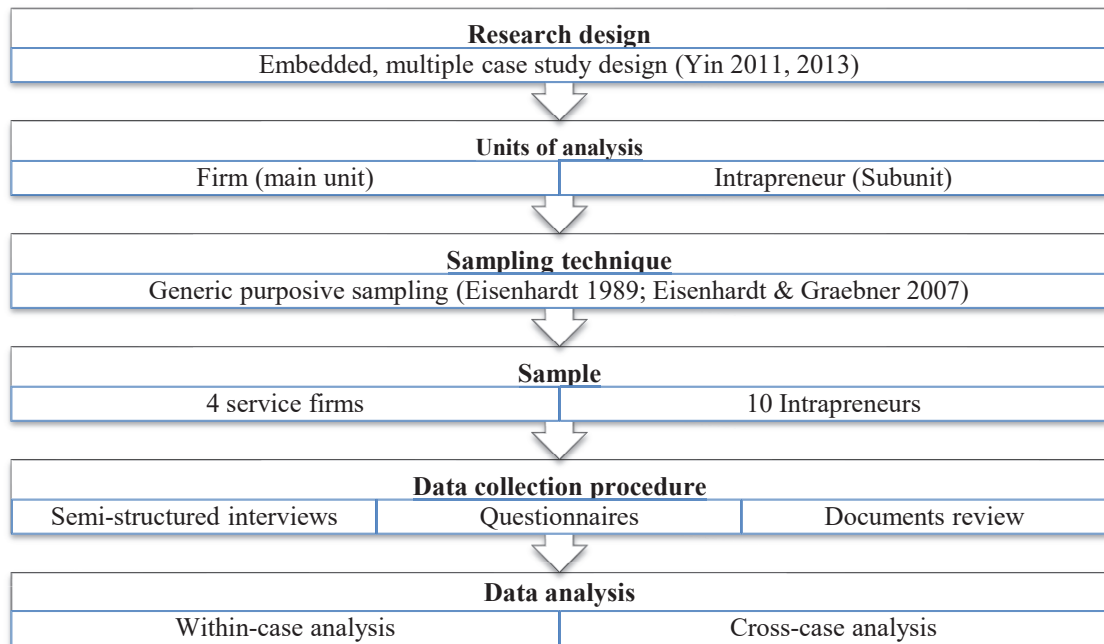 Research design
Embedded, multiple case study design (Yin 2011, 2013)
Units of analysis
Firm (main unit)
Intrapreneur (Subunit)
Sampling technique
Generic purposive sampling (Eisenhardt 1989; Eisenhardt & Graebner 2007)
Sample
4 service firms
10 Intrapreneurs
Data collection procedure
Semi-structured interviews
Questionnaires
Documents review
Data analysis
Within-case analysis
Cross-case analysis